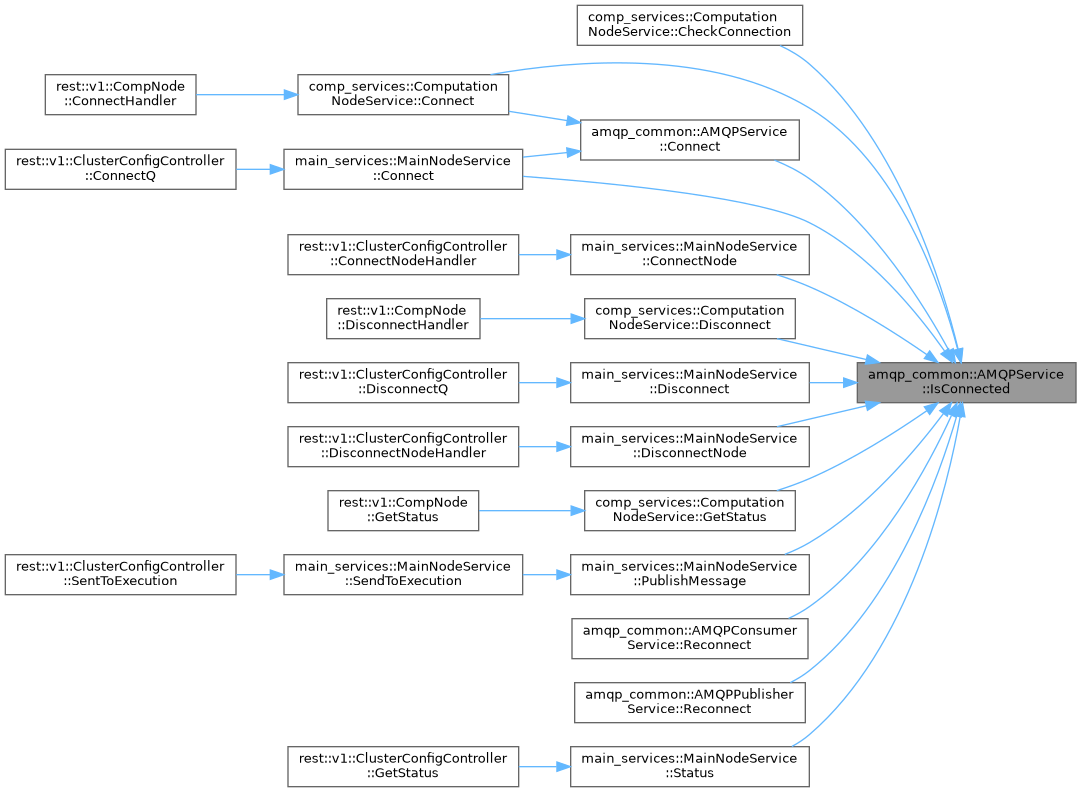 comp_services::Computation
NodeService::CheckConnection
rest::v1::CompNode
::ConnectHandler
comp_services::Computation
NodeService::Connect
amqp_common::AMQPService
::Connect
rest::v1::ClusterConfigController
::ConnectQ
main_services::MainNodeService
::Connect
rest::v1::ClusterConfigController
::ConnectNodeHandler
main_services::MainNodeService
::ConnectNode
rest::v1::CompNode
::DisconnectHandler
comp_services::Computation
NodeService::Disconnect
rest::v1::ClusterConfigController
::DisconnectQ
main_services::MainNodeService
::Disconnect
amqp_common::AMQPService
::IsConnected
rest::v1::ClusterConfigController
::DisconnectNodeHandler
main_services::MainNodeService
::DisconnectNode
rest::v1::CompNode
::GetStatus
comp_services::Computation
NodeService::GetStatus
rest::v1::ClusterConfigController
::SentToExecution
main_services::MainNodeService
::SendToExecution
main_services::MainNodeService
::PublishMessage
amqp_common::AMQPConsumer
Service::Reconnect
amqp_common::AMQPPublisher
Service::Reconnect
rest::v1::ClusterConfigController
::GetStatus
main_services::MainNodeService
::Status